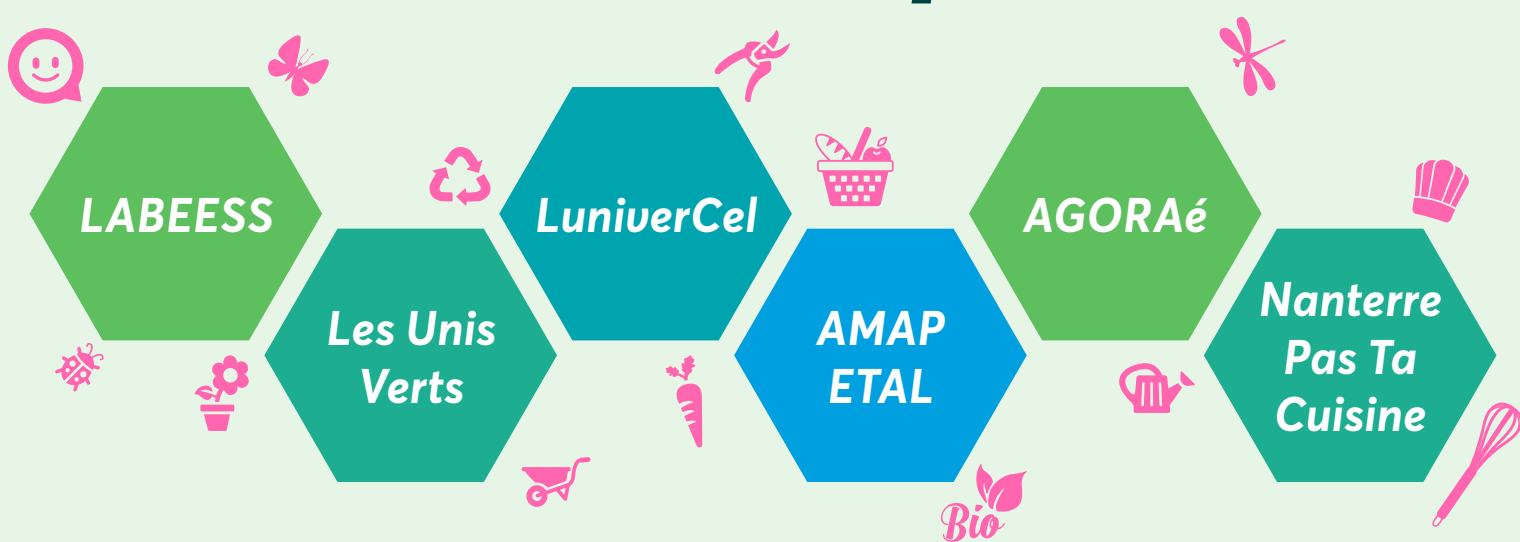 LABEESS
Les Unis
Verts
LuniverCel
AMAP
ETAL
AGORAé
Nanterre
Pas Ta
Cuisine
Bio